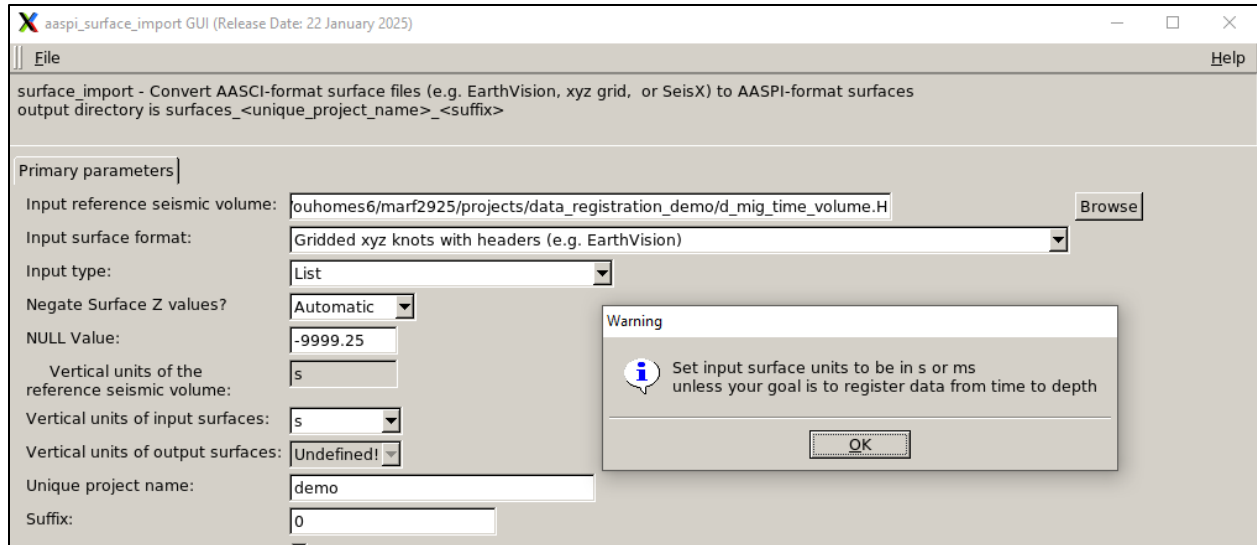 aaspi_surface_import GUI (Release Date: 22 January 2025)
File
Help
surface_import - Convert AASCI-format surface files (e.g. EarthVision, xyz grid, or SeisX) to AASPI-format surfaces
output directory is surfaces_<unique_project_name>_<suffix>
Primary parameters
Input reference seismic volume:
ouhomes6/marf2925/projects/data_registration_demo/d_mig_time_volume.H
Browse
Input surface format:
Gridded xyz knots with headers (e.g. EarthVision)
Input type:
List
Negate Surface Z values?
Automatic
NULL Value:
-9999.25
Vertical units of the
reference seismic volume:
s
Vertical units of input surfaces:
s
Vertical units of output surfaces:
Undefined!
Unique project name:
demo
Suffix:
0
Warning
Set input surface units to be in s or ms
unless your goal is to register data from time to depth
OK